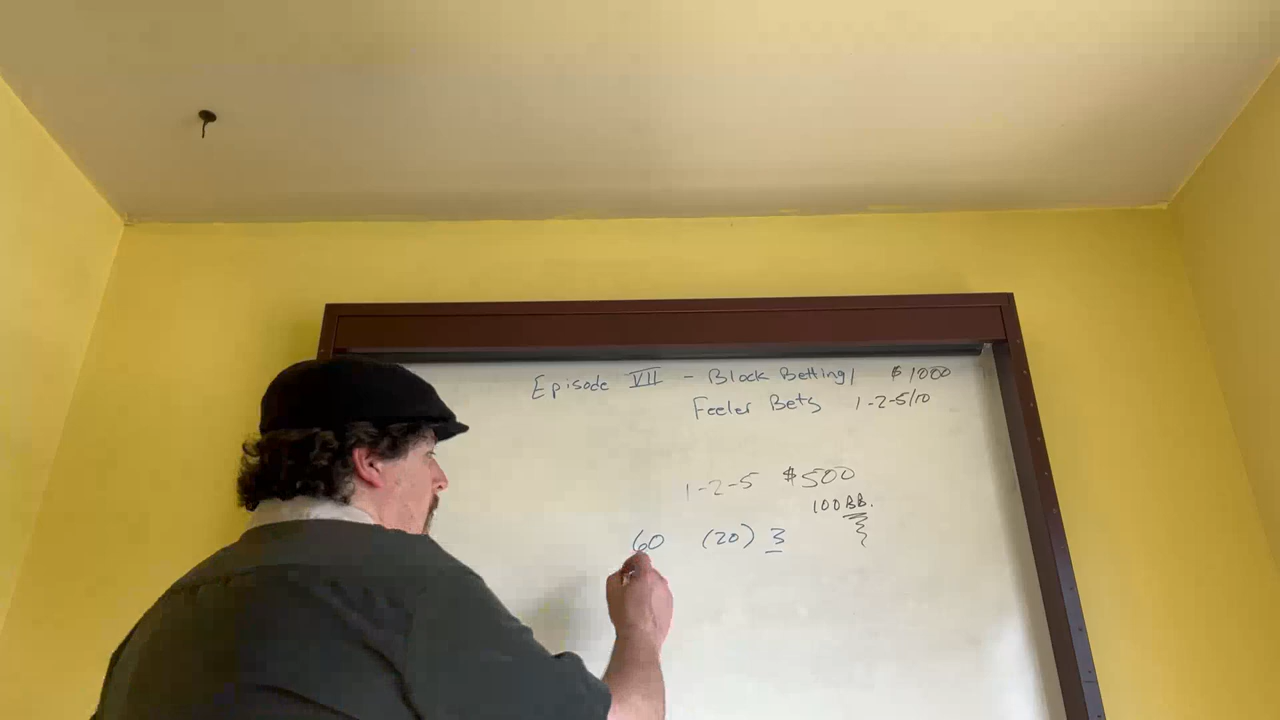 Episode VII - Block Betting/ $1000
Feeler Bets 1-2-5/10
1-2-5 $500
100BB.
60 (20) 3